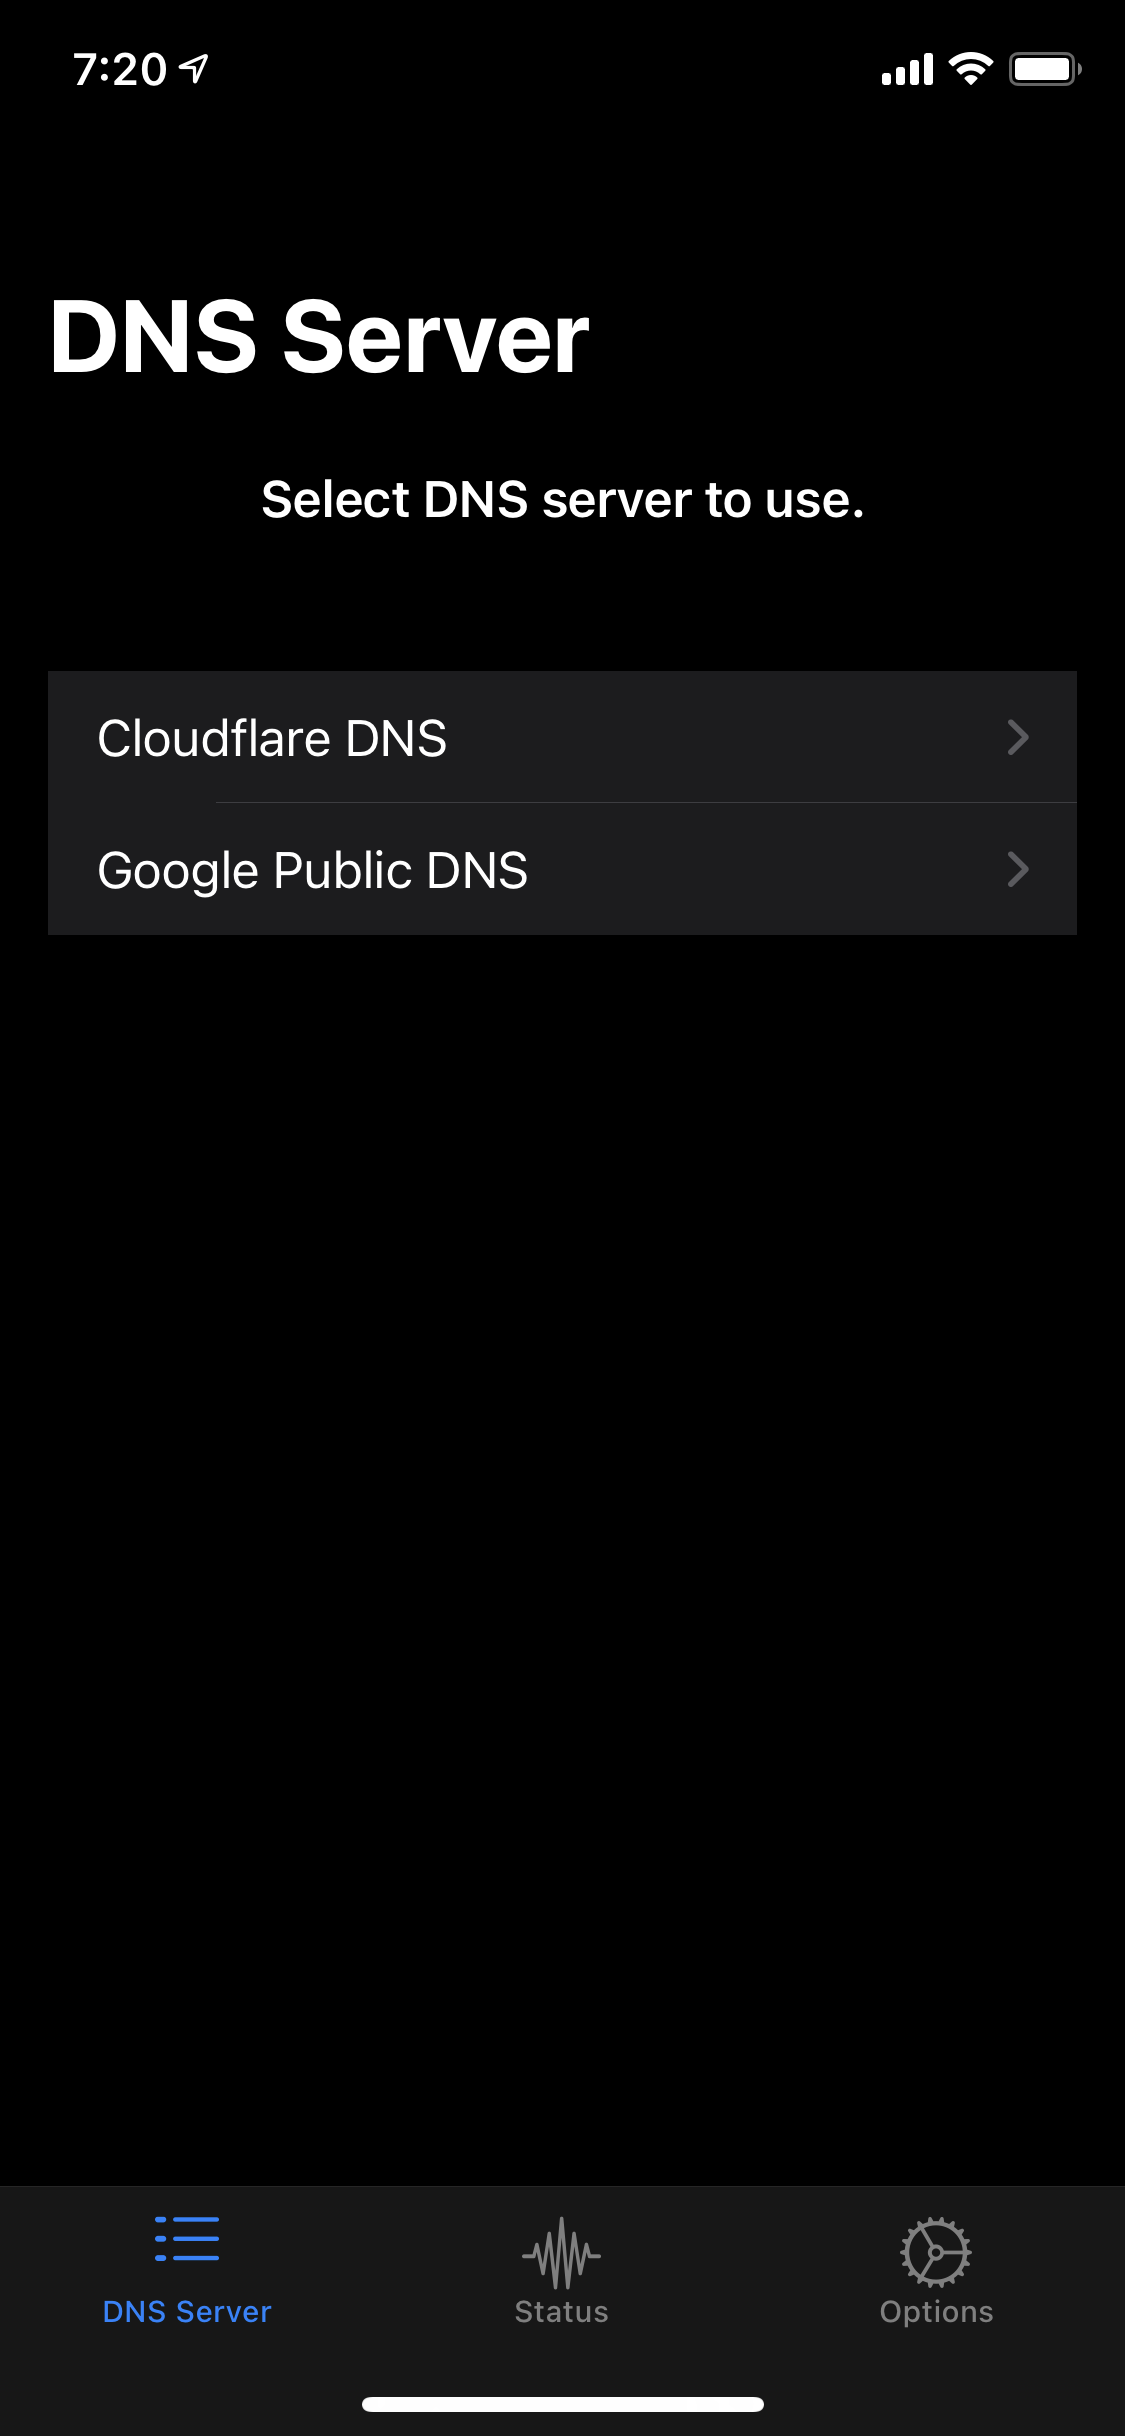 7:20
DNS Server
Select DNS server to use.
Cloudflare DNS
Google Public DNS
DNS Server
Status
Options